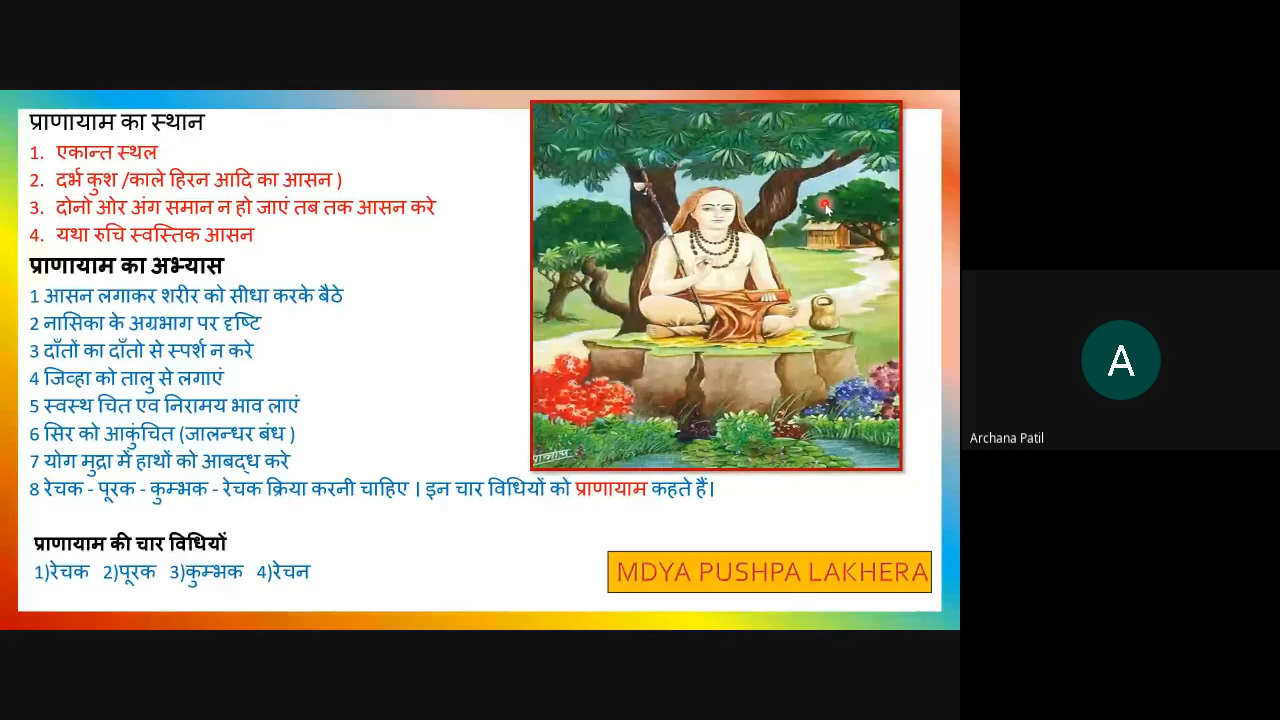 प्राणायाम का स्थान
1. एकान्त स्थल
2. दर्भ कुश /काले हिरन आदि का आसन )
3. दोनो ओर अंग समान न हो जाएं तब तक आसन करे
4. यथा रुचि स्वस्तिक आसन
प्राणायाम का अभ्यास
1 आसन लगाकर शरीर को सीधा करके बैठे
2 नासिका के अग्रभाग पर दृष्टि
3 दाँतों का दाँतो से स्पर्श न करे
4 जिव्हा को तालु से लगाएं
5 स्वस्थ चित एव निरामय भाव लाएं
6 सिर को आकुंचित (जालन्धर बंध )
7 योग मुद्रा में हाथों को आबद्ध करे
8 रेचक - पूरक - कुम्भक - रेचक क्रिया करनी चाहिए । इन चार विधियों को प्राणायाम कहते हैं।
प्राणायाम की चार विधियों
1)रेचक 2)पूरक 3)कुम्भक 4)रेचन
MDYA PUSHPA LAKHERA
A
Archana Patil